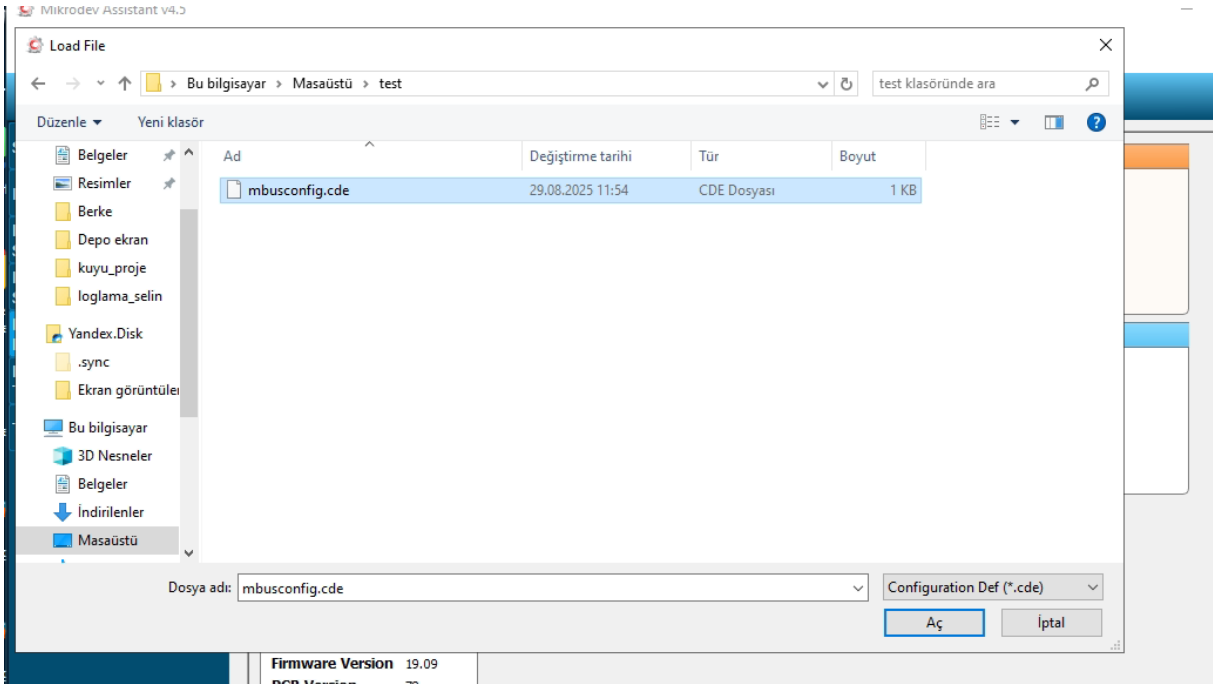 Mikrodev Assistant v4.5
Load File
Bu bilgisayar > Masaüstü > test
test klasöründe ara
Düzenle
Yeni klasör
Belgeler
Resimler
Berke
Depo ekran
kuyu_proje
loglama_selin
Yandex.Disk
.sync
Ekran görüntüle
Bu bilgisayar
3D Nesneler
Belgeler
İndirilenler
Masaüstü
Ad Değiştirme tarihi Tür Boyut
mbusconfig.cde 29.08.2025 11:54 CDE Dosyası 1 KB
Dosya adı: mbusconfig.cde
Configuration Def (*.cde)
Aç
İptal
Firmware Version 19.09